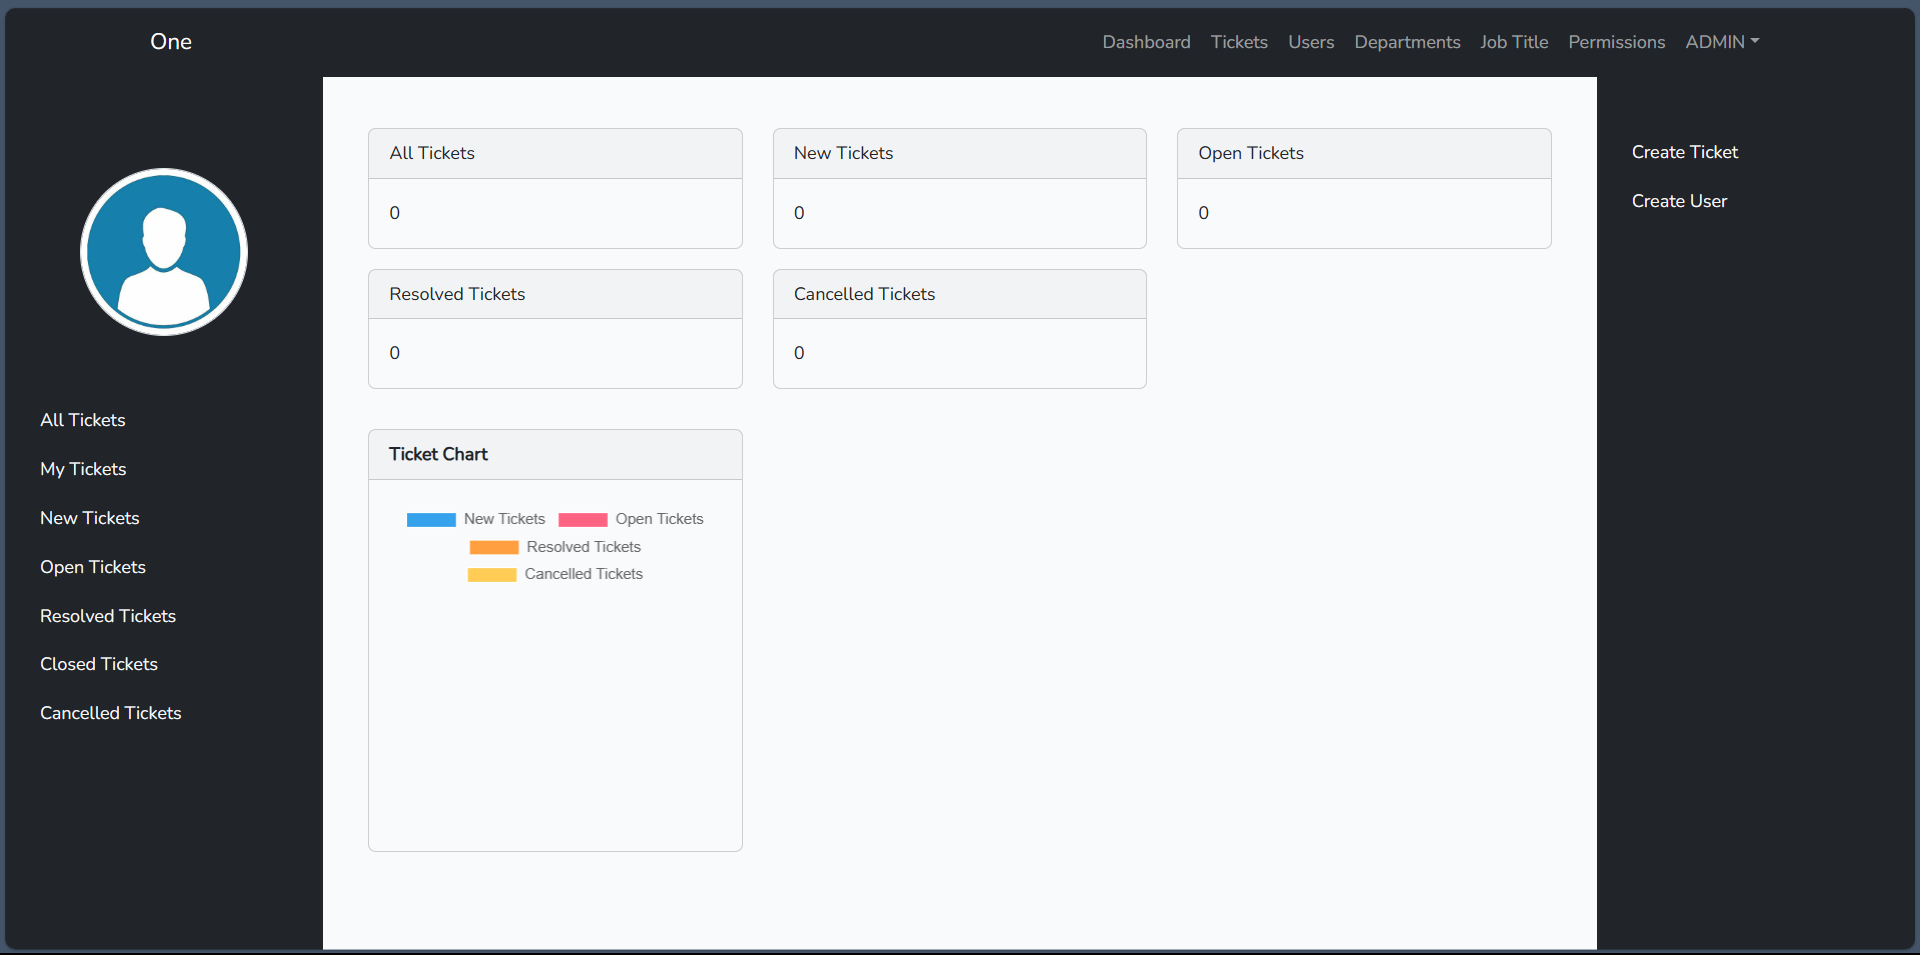 One
Dashboard Tickets Users Departments Job Title Permissions ADMIN
All Tickets
My Tickets
New Tickets
Open Tickets
Resolved Tickets
Closed Tickets
Cancelled Tickets
All Tickets
0
New Tickets
0
Open Tickets
0
Resolved Tickets
0
Cancelled Tickets
0
Ticket Chart
New Tickets Open Tickets
Resolved Tickets
Cancelled Tickets
Create Ticket
Create User